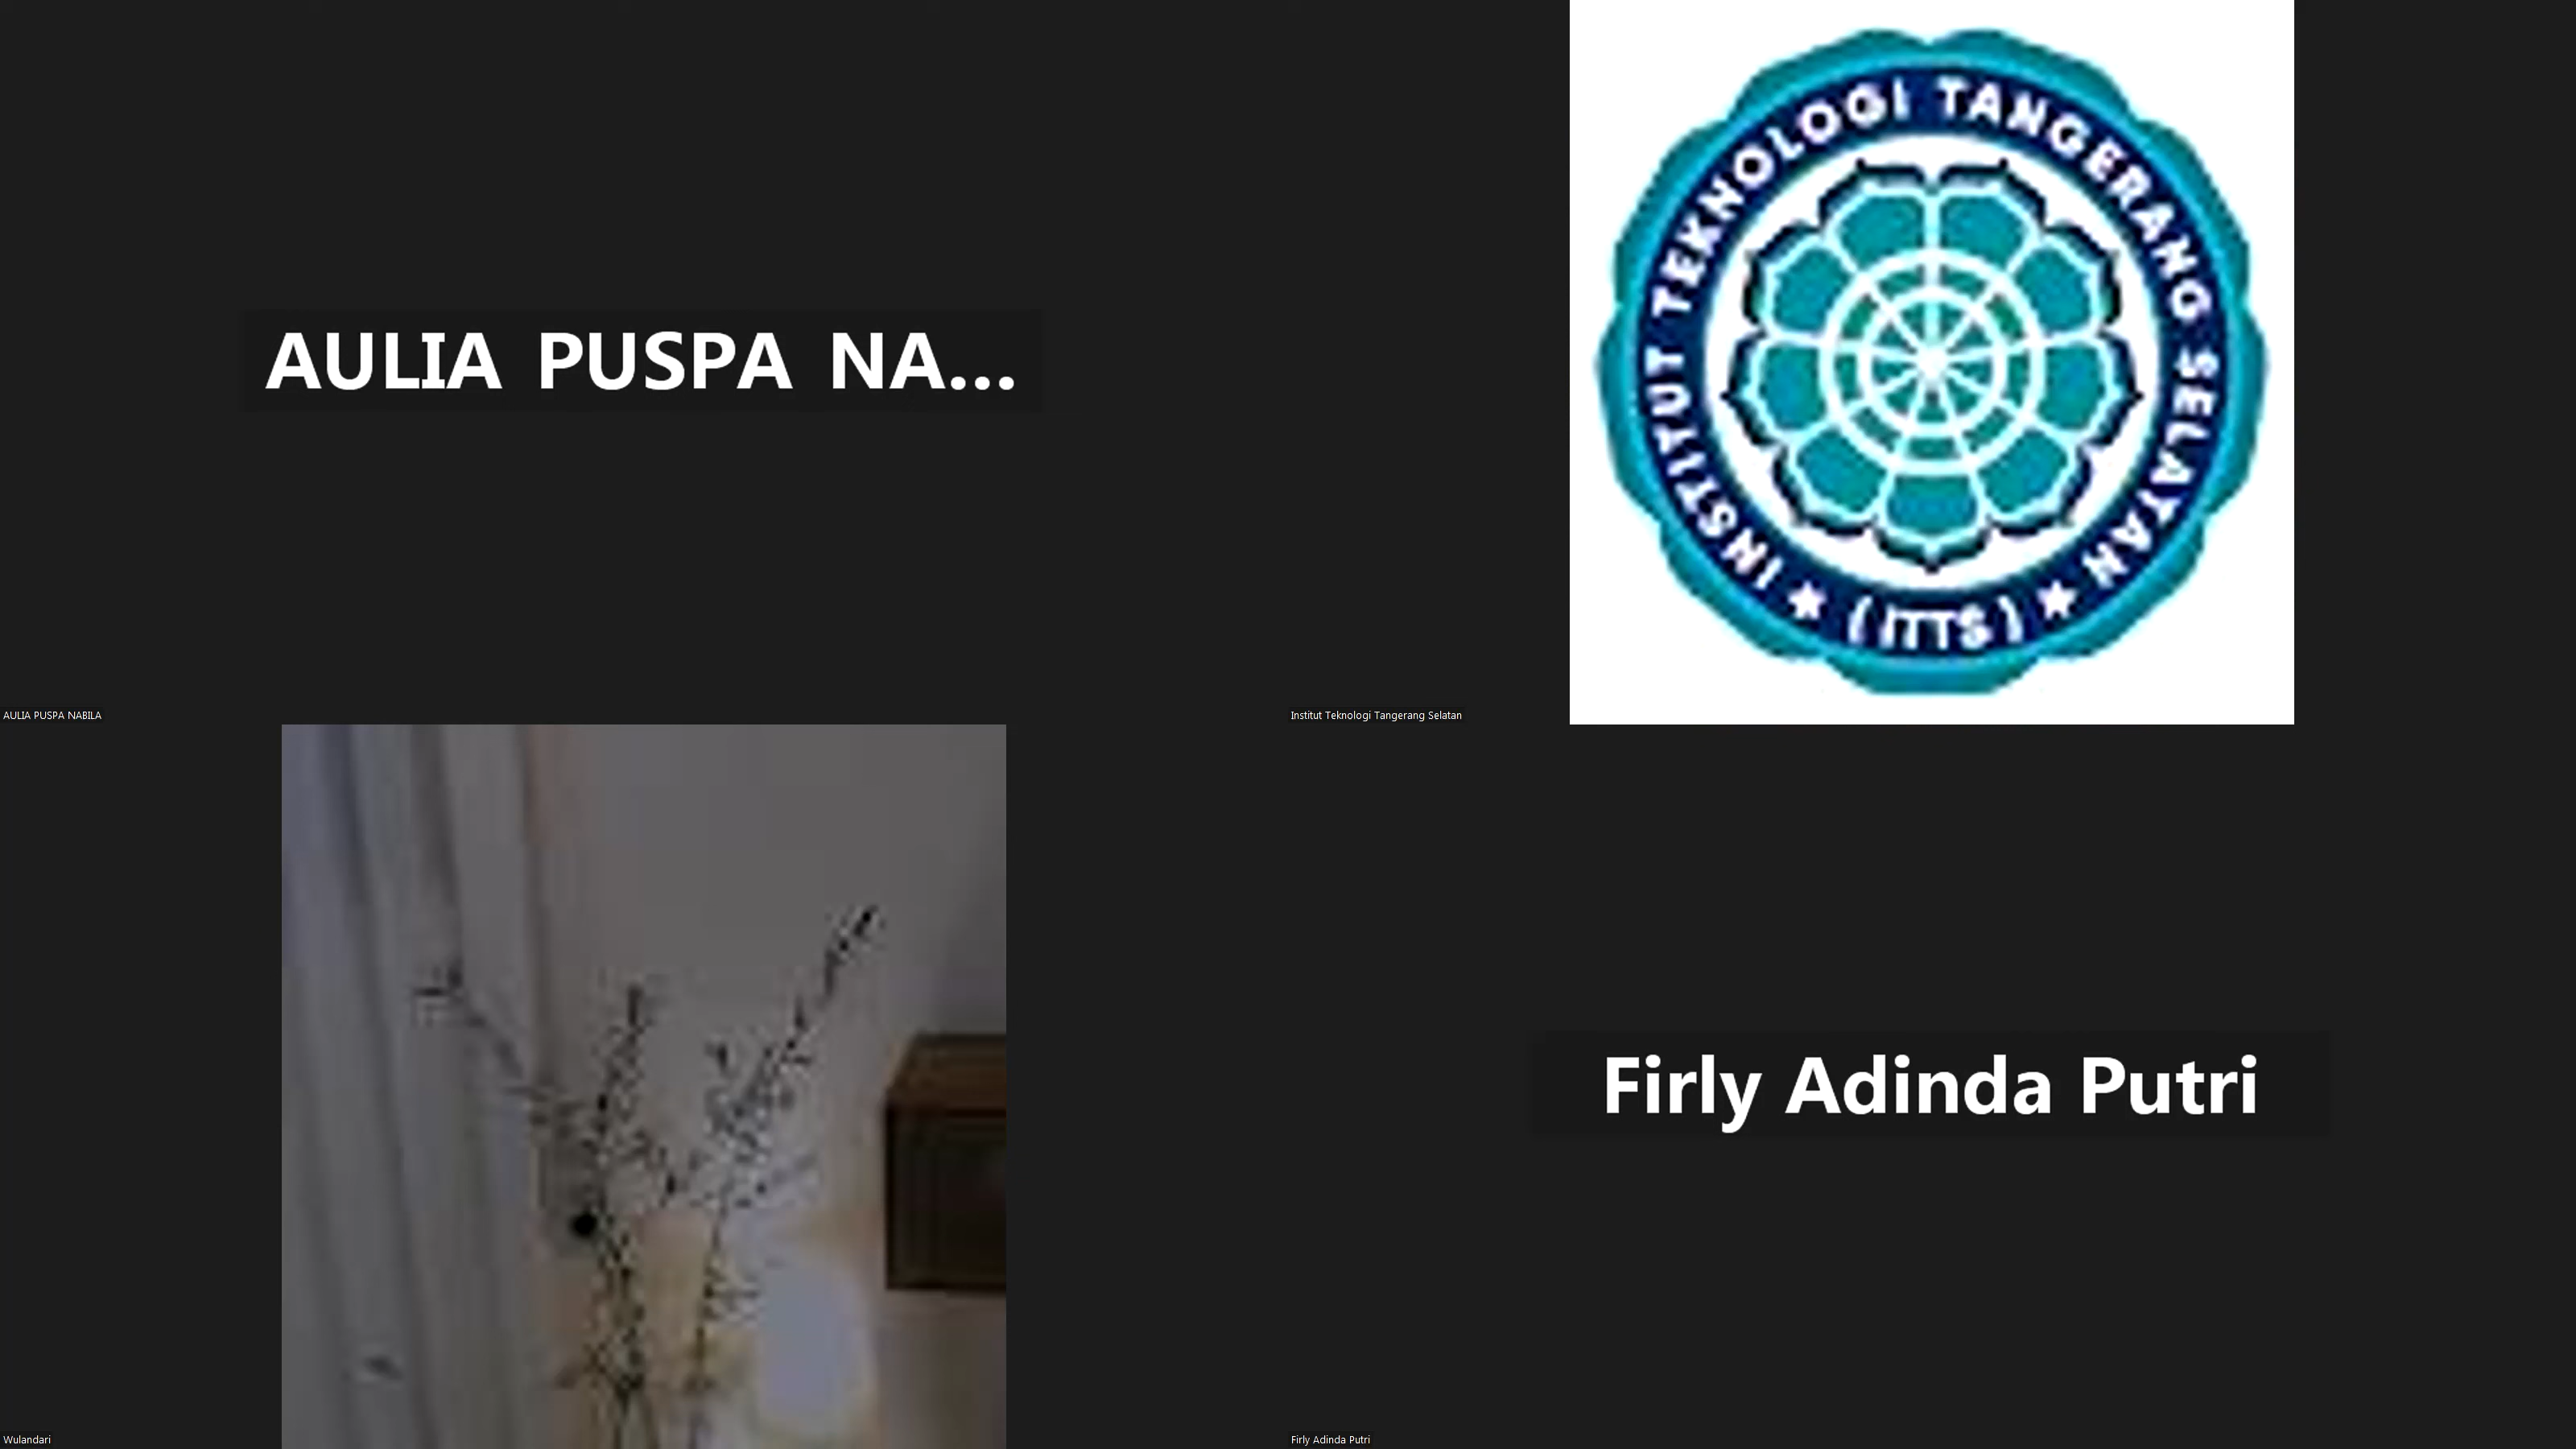 AULIA PUSPA NA...
AULIA PUSPA NABILA
INSTITUT TEKNOLOGI TANGERANG SELATAN
★ (ITTS) ★
Institut Teknologi Tangerang Selatan
Wulandari
Firly Adinda Putri
Firly Adinda Putri